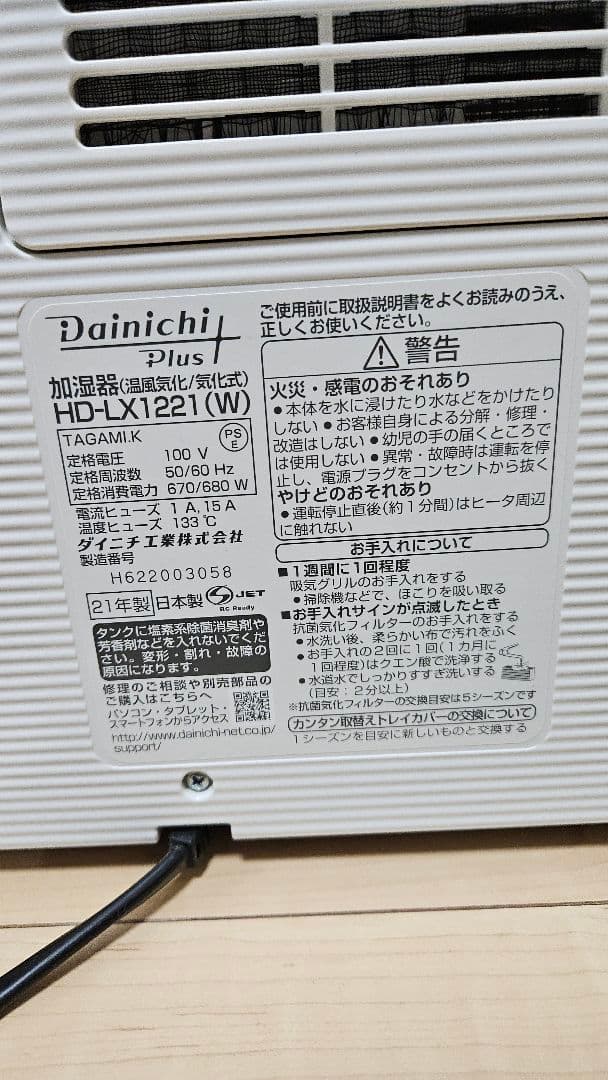 Dainichi
Plus
加湿器(温風気化/気化式)
HD-LX1221(W)
TAGAMI.K
PS
E
定格電圧 100 V
定格周波数 50/60 Hz
定格消費電力 670/680 W
電流ヒューズ 1 A,15 A
温度ヒューズ 133 ℃
ダイニチ工業株式会社
製造番号
H622003058
21年製 日本製 S JET
RC Ready
タンクに塩素系除菌消臭剤や
芳香剤などを入れないでくだ
さい。変形・割れ・故障の
原因になります。
修理のご相談や別売部品の
ご購入はこちらへ
パソコン・タブレット・
スマートフォンからアクセス
http://www.dainichi-net.co.jp/
support/
ご使用前に取扱説明書をよくお読みのうえ、
正しくお使いください。
警告
火災・感電のおそれあり
●本体を水に浸けたり水などをかけたり
しない ●お客様自身による分解・修理・
改造はしない ●幼児の手の届くところで
は使用しない ●異常・故障時は運転を停
止し、電源プラグをコンセントから抜く
やけどのおそれあり
●運転停止直後(約1分間)はヒータ周辺
に触れない
お手入れについて
■1週間に1回程度
吸気グリルのお手入れをする
●掃除機などで、ほこりを吸い取る
■お手入れサインが点滅したとき
抗菌気化フィルターのお手入れをする
●水洗い後、柔らかい布で汚れをふく
●お手入れの2回に1回(1カ月に
1回程度)はクエン酸で洗浄する
●水道水でしっかりすすぎ洗いする
(目安：2分以上)
※抗菌気化フィルターの交換目安は5シーズンです
カンタン取替えトレイカバーの交換について
1シーズンを目安に新しいものと交換する